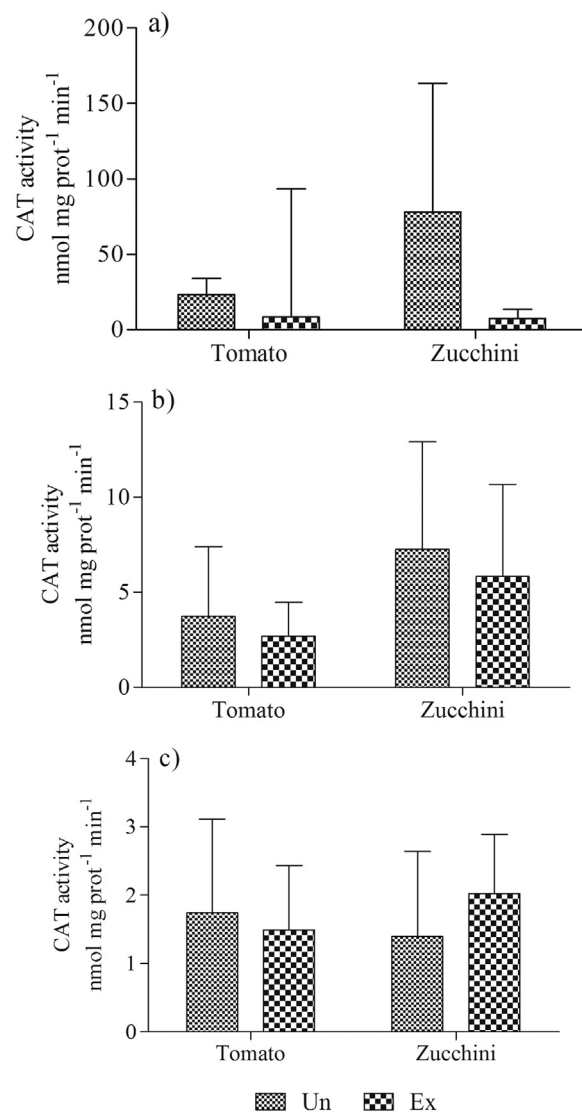 a)
CAT activity
nmol mg prot⁻¹ min⁻¹
200
150
100
50
0
Tomato Zucchini
b)
CAT activity
nmol mg prot⁻¹ min⁻¹
15
10
5
0
Tomato Zucchini
c)
CAT activity
nmol mg prot⁻¹ min⁻¹
4
3
2
1
0
Tomato Zucchini
Un Ex